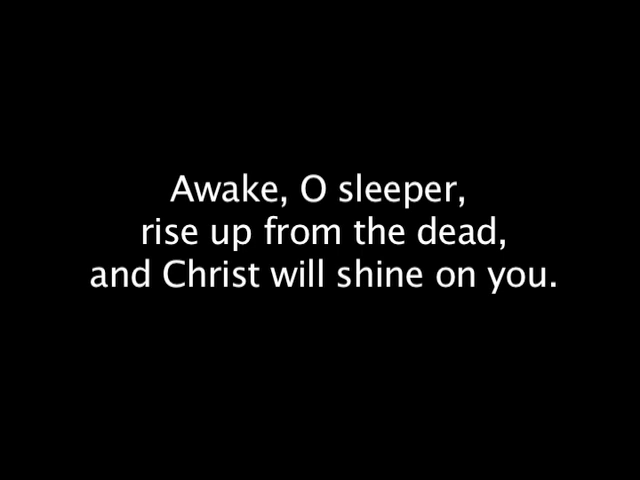 Awake, O sleeper,
rise up from the dead,
and Christ will shine on you.